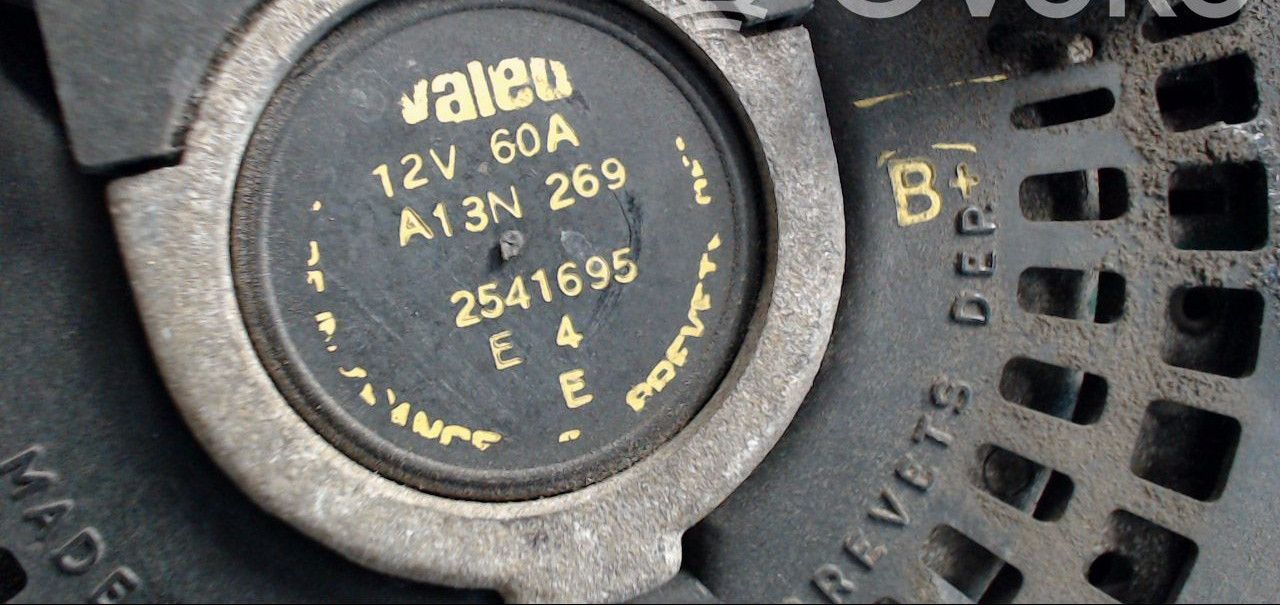 valeo
12V 60A
A13N 269
2541695
E 4
E
B+
BREVETS DEP.
MADE